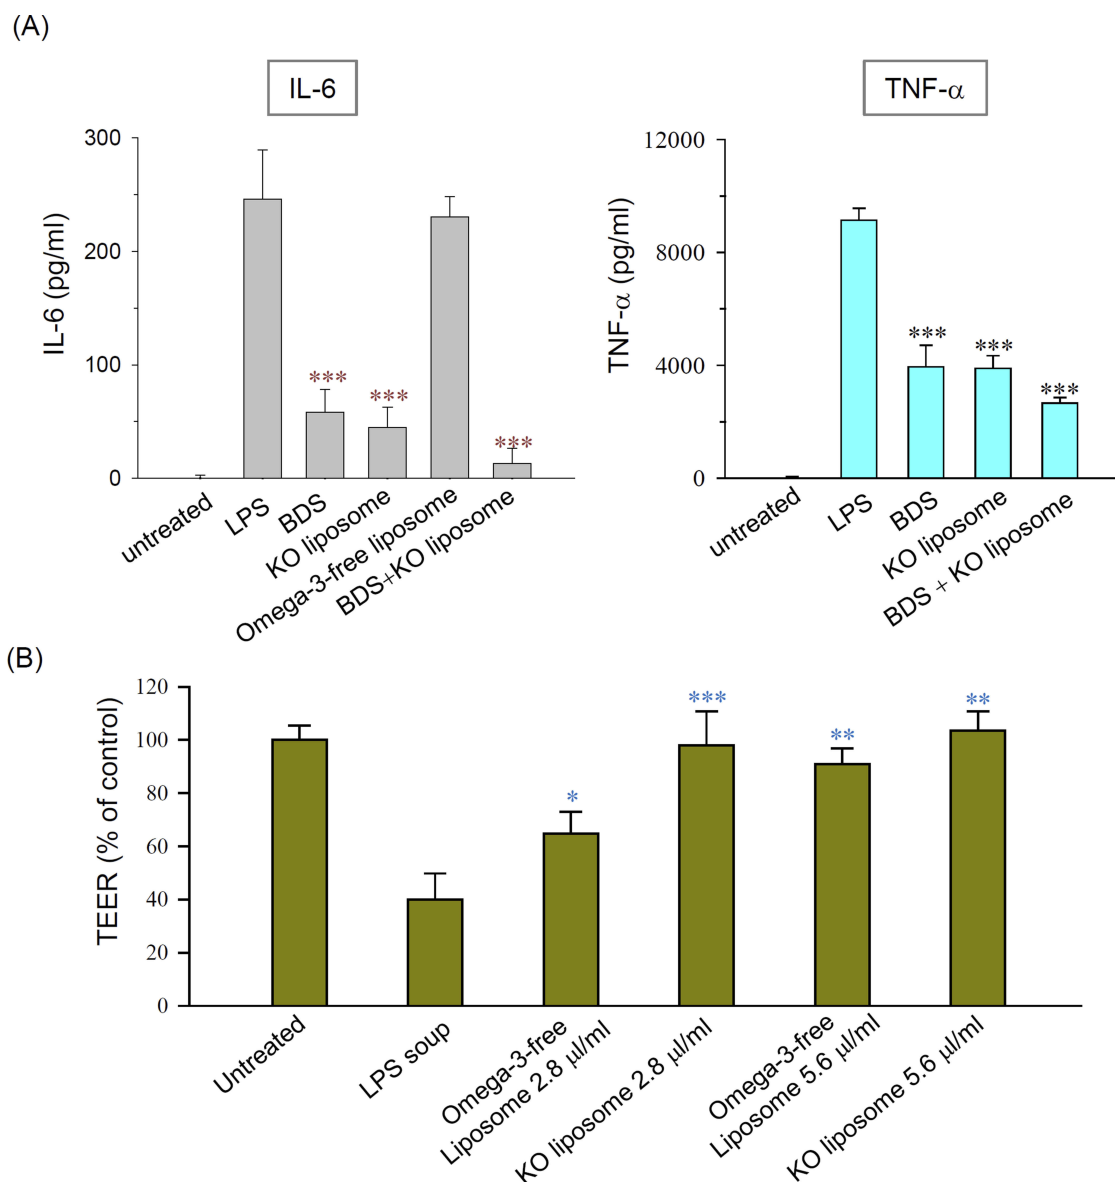 (A)
IL-6
TNF-α
IL-6 (pg/ml)
300
200
100
0
***
***
***
untreated
LPS
BDS
KO liposome
Omega-3-free liposome
BDS+KO liposome
TNF-α (pg/ml)
12000
8000
4000
0
***
***
***
untreated
LPS
BDS
KO liposome
BDS + KO liposome
(B)
TEER (% of control)
120
100
80
60
40
20
0
*
***
**
**
Untreated
LPS soup
Omega-3-free
Liposome 2.8 µl/ml
KO liposome 2.8 µl/ml
Omega-3-free
Liposome 5.6 µl/ml
KO liposome 5.6 µl/ml